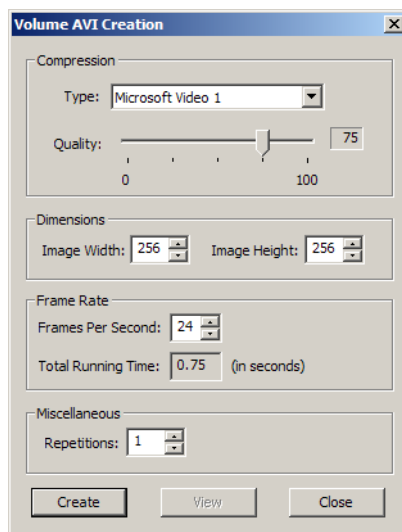 Volume AVI Creation
Compression
Type: Microsoft Video 1
Quality: 75
0 100
Dimensions
Image Width: 256 Image Height: 256
Frame Rate
Frames Per Second: 24
Total Running Time: 0.75 (in seconds)
Miscellaneous
Repetitions: 1
Create View Close